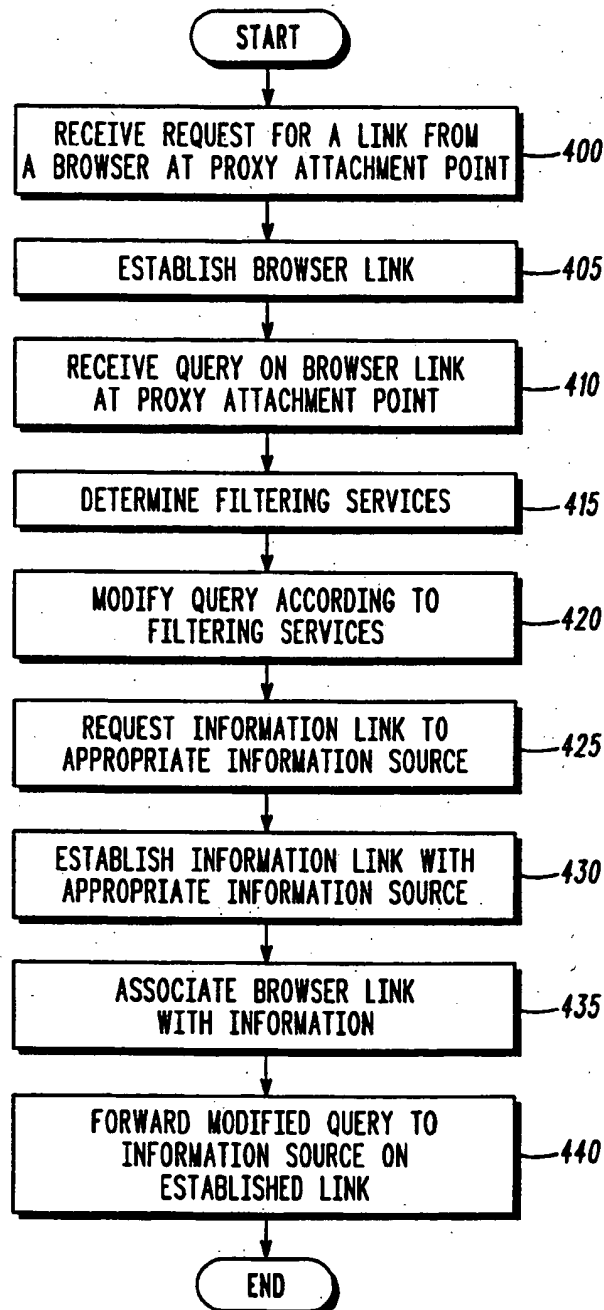 START
RECEIVE REQUEST FOR A LINK FROM
A BROWSER AT PROXY ATTACHMENT POINT
400
ESTABLISH BROWSER LINK
405
RECEIVE QUERY ON BROWSER LINK
AT PROXY ATTACHMENT POINT
410
DETERMINE FILTERING SERVICES
415
MODIFY QUERY ACCORDING TO
FILTERING SERVICES
420
REQUEST INFORMATION LINK TO
APPROPRIATE INFORMATION SOURCE
425
ESTABLISH INFORMATION LINK WITH
APPROPRIATE INFORMATION SOURCE
430
ASSOCIATE BROWSER LINK
WITH INFORMATION
435
FORWARD MODIFIED QUERY TO
INFORMATION SOURCE ON
ESTABLISHED LINK
440
END